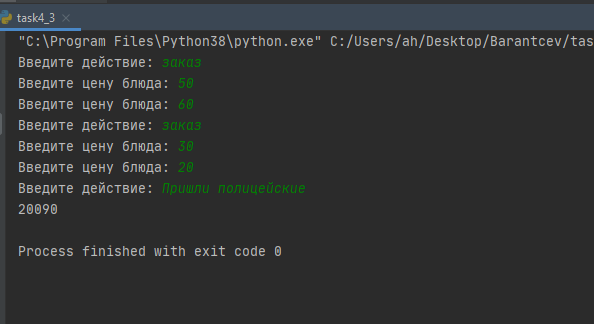 task4_3
"C:\Program Files\Python38\python.exe" C:/Users/ah/Desktop/Barantcev/tas
Введите действие: заказ
Введите цену блюда: 50
Введите цену блюда: 60
Введите действие: заказ
Введите цену блюда: 30
Введите цену блюда: 20
Введите действие: Пришли полицейские
20090
Process finished with exit code 0